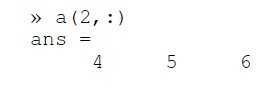 » a(2,:)
ans =
4 5 6